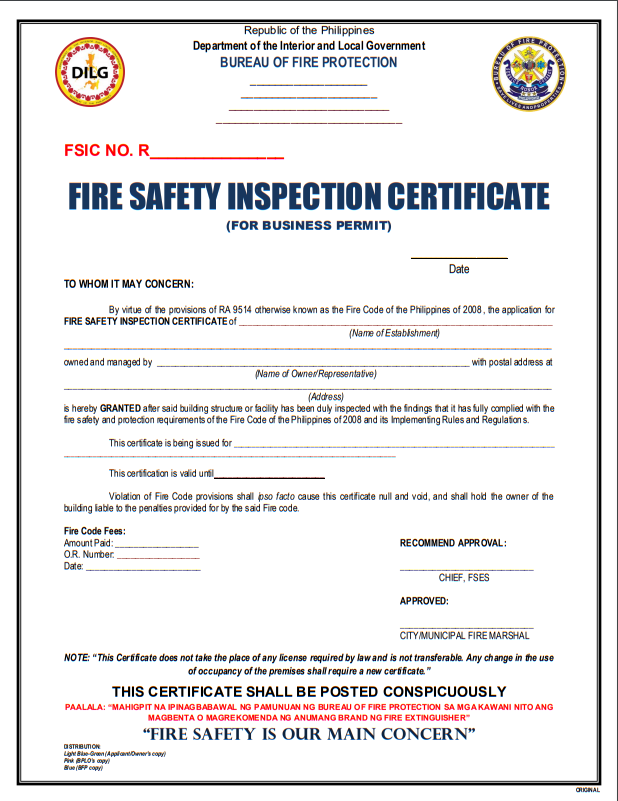 Republic of the Philippines
Department of the Interior and Local Government
BUREAU OF FIRE PROTECTION
DILG
BUREAU OF FIRE PROTECTION
FSIC NO. R_______________
FIRE SAFETY INSPECTION CERTIFICATE
(FOR BUSINESS PERMIT)
Date
TO WHOM IT MAY CONCERN:
By virtue of the provisions of RA 9514 otherwise known as the Fire Code of the Philippines of 2008, the application for
FIRE SAFETY INSPECTION CERTIFICATE of ____________________
(Name of Establishment)
owned and managed by ____________________ with postal address at
(Name of Owner/Representative)
(Address)
is hereby GRANTED after said building structure or facility has been duly inspected with the findings that it has fully complied with the
fire safety and protection requirements of the Fire Code of the Philippines of 2008 and its Implementing Rules and Regulations.
This certificate is being issued for ____________________
This certification is valid until____________________
Violation of Fire Code provisions shall ipso facto cause this certificate null and void, and shall hold the owner of the
building liable to the penalties provided for by the said Fire code.
Fire Code Fees:
Amount Paid: _______________
O.R. Number: _______________
Date: ____________________
RECOMMEND APPROVAL:
CHIEF, FSES
APPROVED:
CITY/MUNICIPAL FIRE MARSHAL
NOTE: “This Certificate does not take the place of any license required by law and is not transferable. Any change in the use
of occupancy of the premises shall require a new certificate.”
THIS CERTIFICATE SHALL BE POSTED CONSPICUOUSLY
PAALALA: “MAHIGPIT NA IPINAGBABAWAL NG PAMUNUAN NG BUREAU OF FIRE PROTECTION SA MGA KAWANI NITO ANG
MAGBENTA O MAGREKOMENDA NG ANUMANG BRAND NG FIRE EXTINGUISHER”
“FIRE SAFETY IS OUR MAIN CONCERN”
DISTRIBUTION:
Light Blue-Green (Applicant/Owner's copy)
Pink (BPLO's copy)
Blue (BFP copy)
ORIGINAL